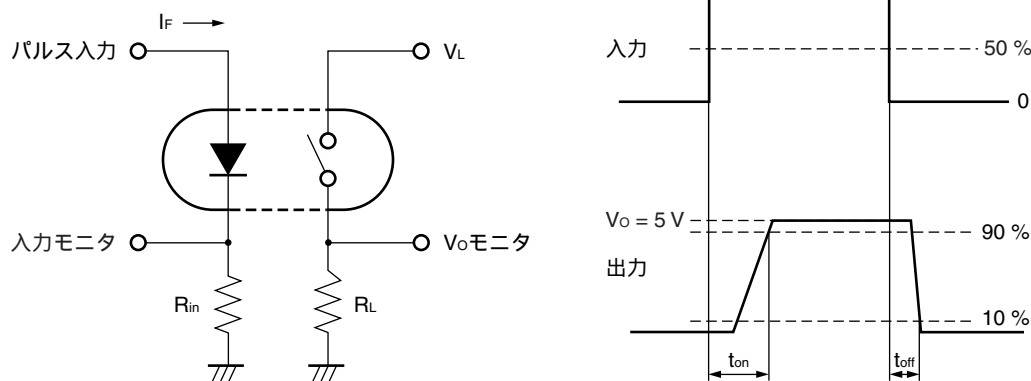 IF
パルス入力
VL
入力モニタ
VOモニタ
Rin
RL
入力
50 %
0
VO = 5 V
90 %
出力
10 %
ton
toff